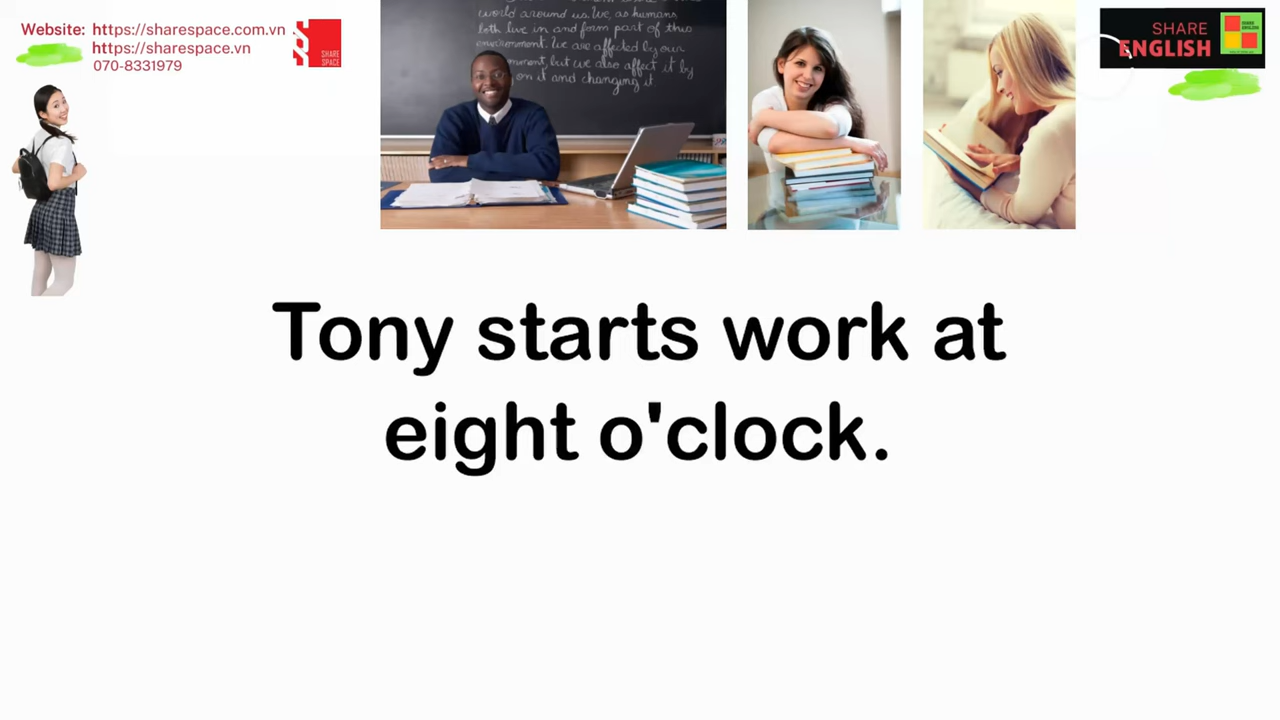 Website: https://sharespace.com.vn
https://sharespace.vn
070-8331979
SHARE
SPACE
world around us. We, as humans,
both live in and form part of this
environment. We are affected by our
but we also affect it by
on it and changing it
SHARE
ENGLISH
Tony starts work at
eight o'clock.